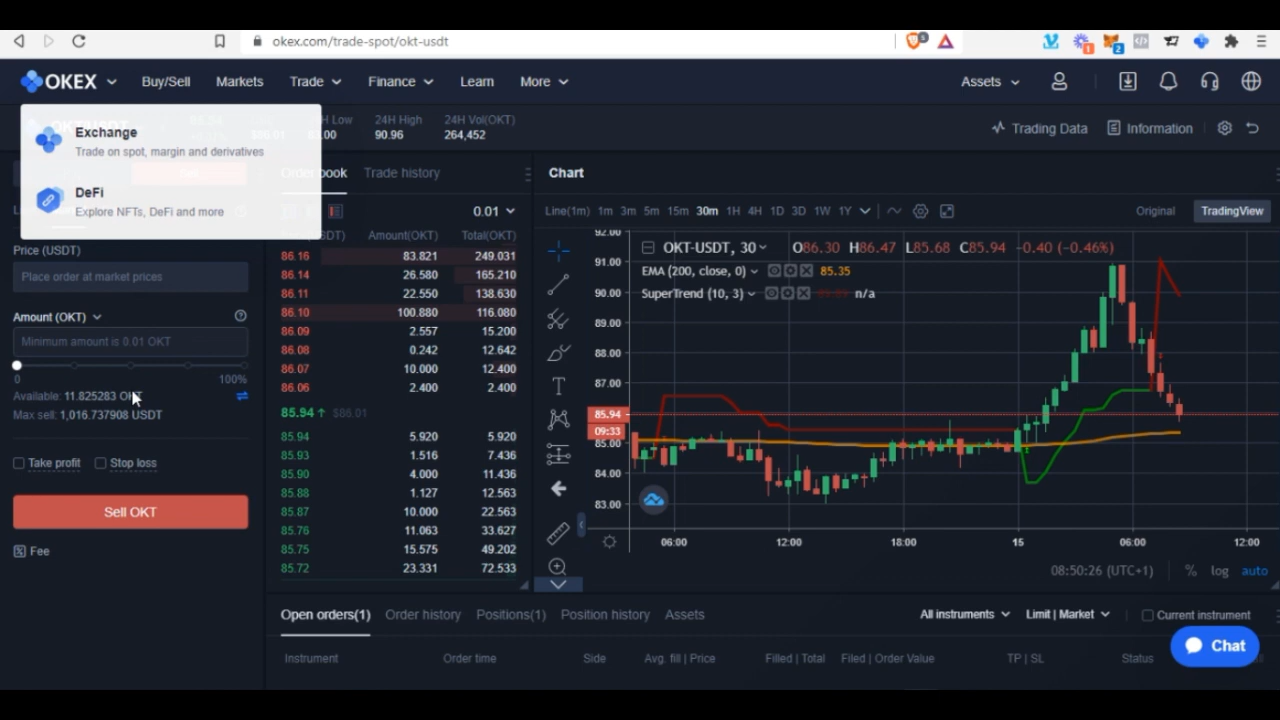 okex.com/trade-spot/okt-usdt
OKEX Buy/Sell Markets Trade Finance Learn More Assets
Exchange
Trade on spot, margin and derivatives
DeFi
Explore NFTs, DeFi and more
Low 24H High 24H Vol(OKT)
90.96 264,452
Trading Data Information
book Trade history
0.01
Amount(OKT) Total(OKT)
86.16 83.821 249.031
86.14 26.580 165.210
86.11 22.550 138.630
86.10 100.880 116.080
86.09 2.557 15.200
86.08 0.242 12.642
86.07 10.000 12.400
86.06 2.400 2.400
85.94↑ $86.01
85.94 5.920 5.920
85.93 1.516 7.436
85.90 4.000 11.436
85.88 1.127 12.563
85.87 10.000 22.563
85.76 11.063 33.627
85.75 15.575 49.202
85.72 23.331 72.533
Price (USDT)
Place order at market prices
Amount (OKT)
Minimum amount is 0.01 OKT
0 100%
Available: 11.825283 OKT
Max sell: 1,016.737908 USDT
Take profit Stop loss
Sell OKT
Fee
Chart
Line(1m) 1m 3m 5m 15m 30m 1H 4H 1D 3D 1W 1Y Original TradingView
OKT-USDT, 30 O86.30 H86.47 L85.68 C85.94 -0.40 (-0.46%)
EMA (200, close, 0) 85.35
SuperTrend (10, 3) n/a
92.00
91.00
90.00
89.00
88.00
87.00
85.94
09:33
85.00
84.00
83.00
06:00 12:00 18:00 15 06:00 12:00
08:50:26 (UTC+1) % log auto
Open orders(1) Order history Positions(1) Position history Assets All instruments Limit | Market Current instrument
Instrument Order time Side Avg. fill | Price Filled | Total Filed | Order Value TP | SL Status
Chat